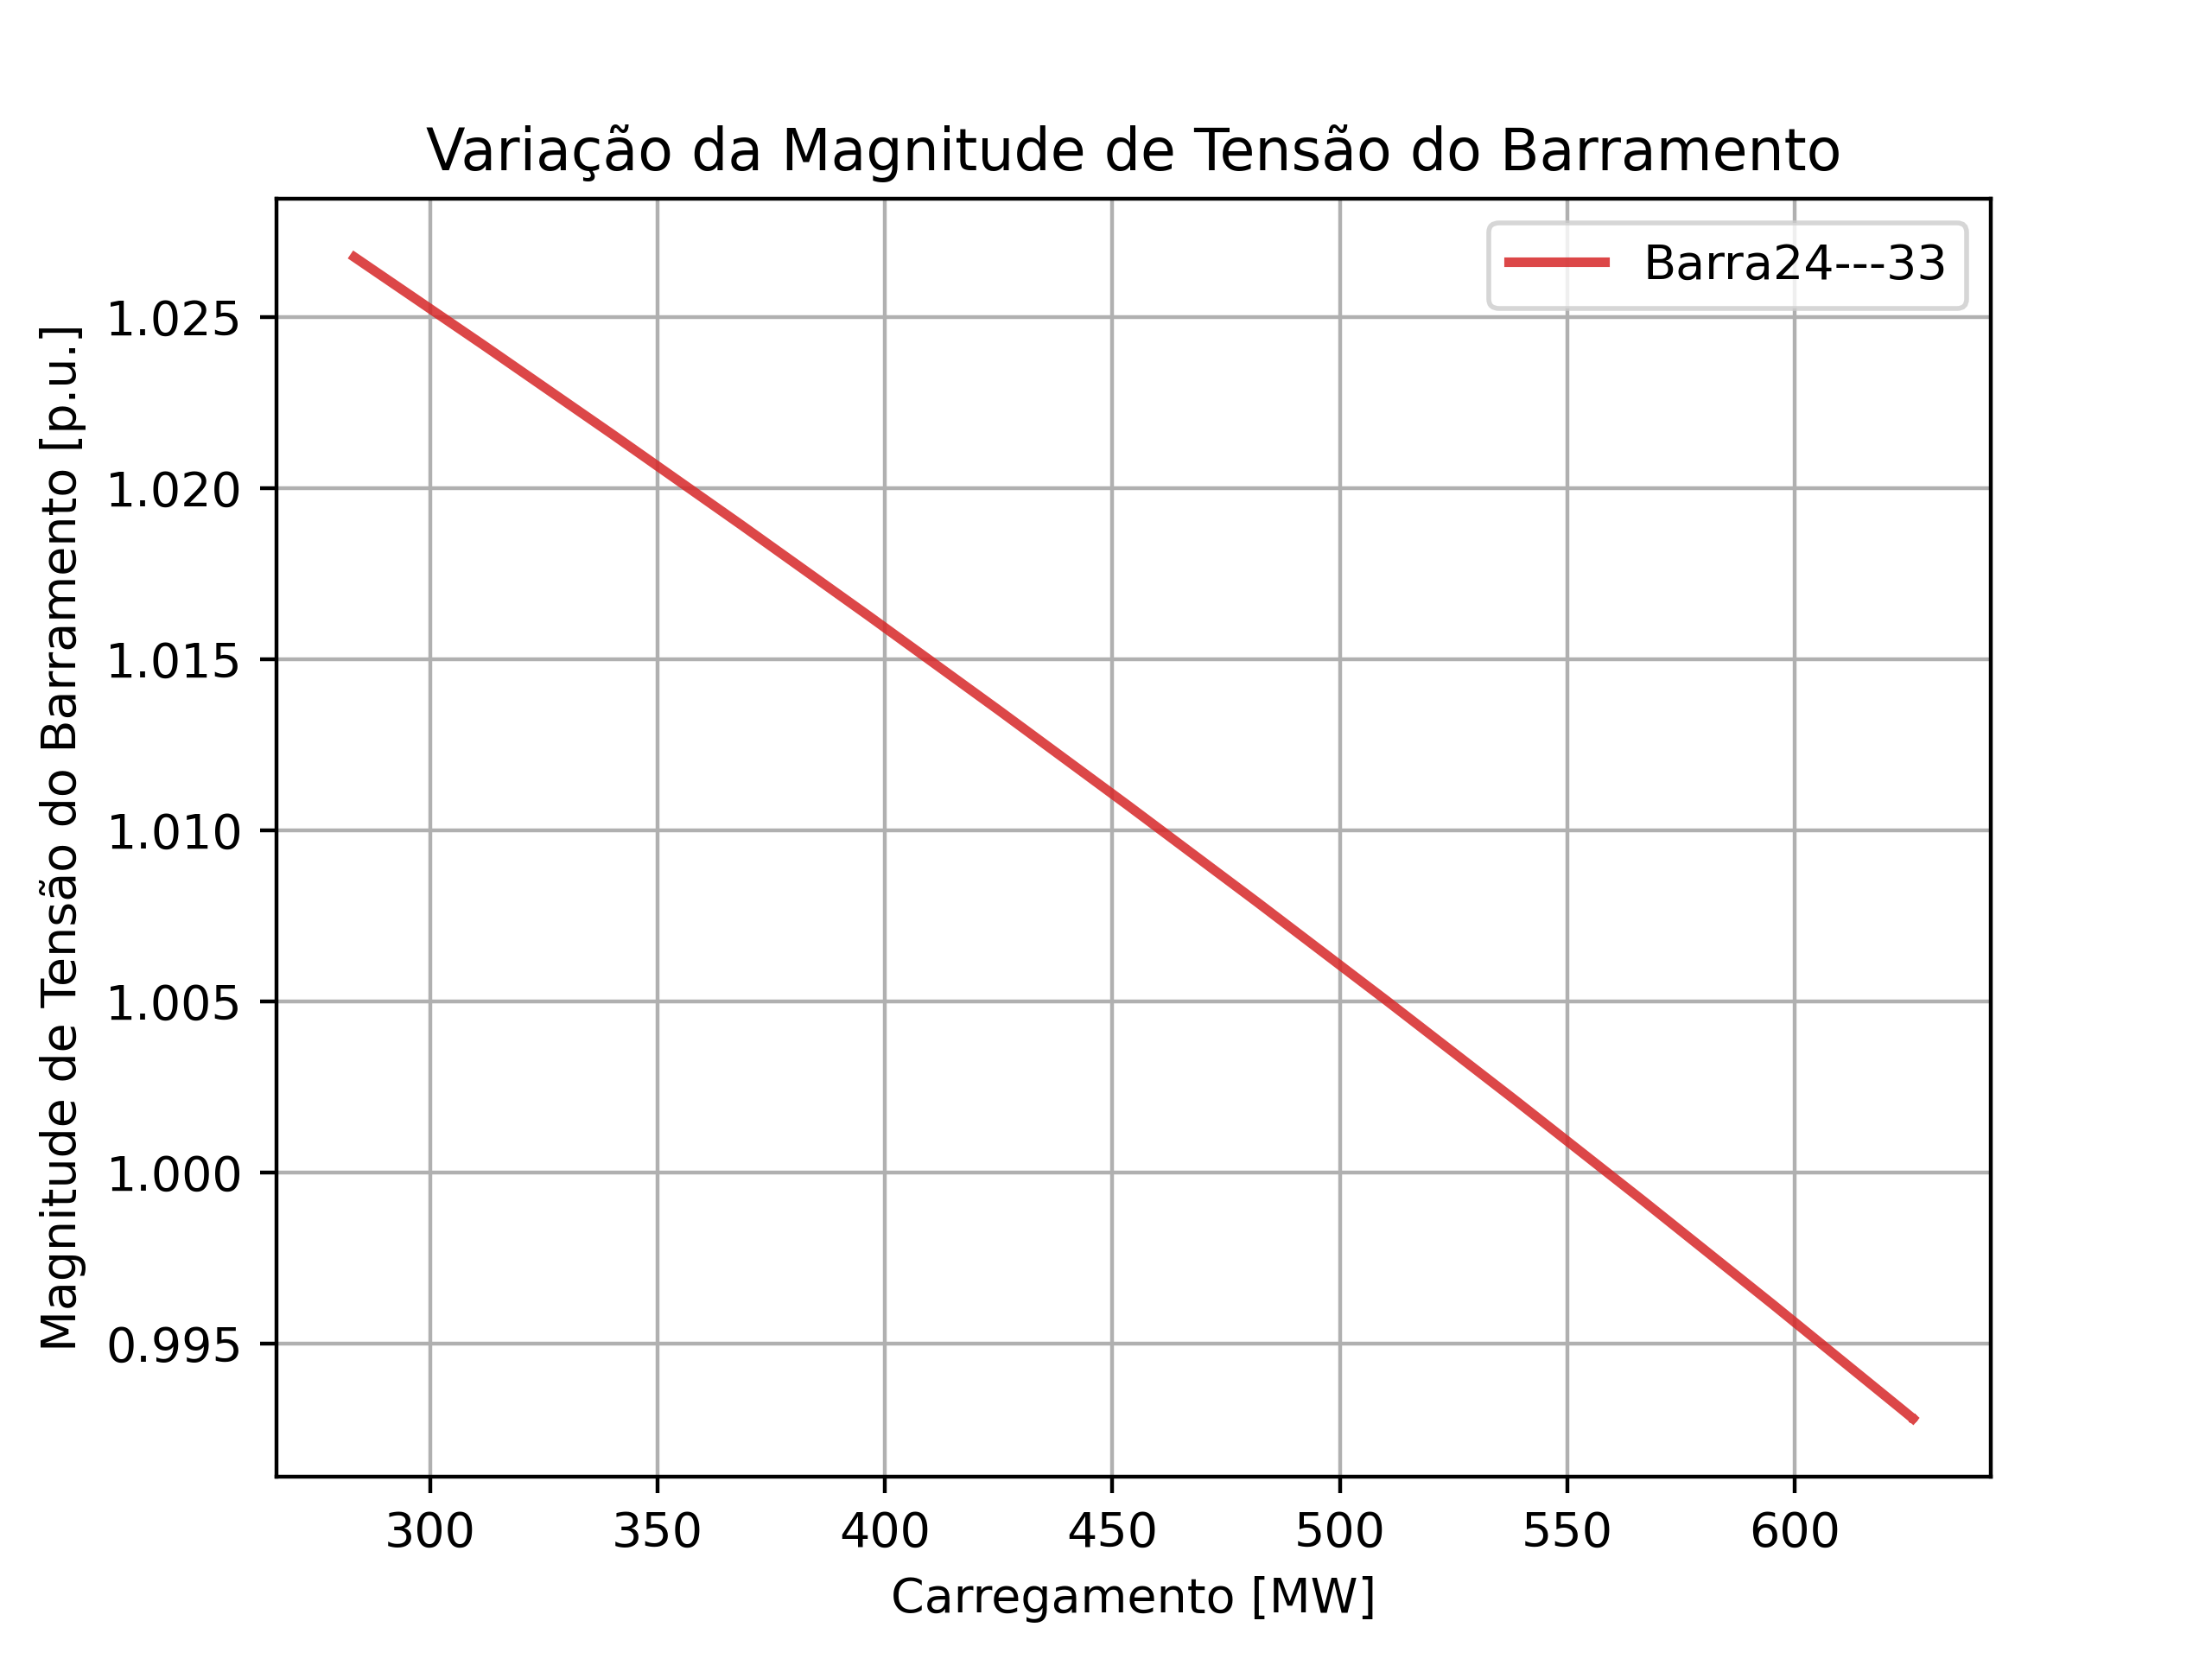 Variação da Magnitude de Tensão do Barramento
Barra24---33
Magnitude de Tensão do Barramento [p.u.]
1.025
1.020
1.015
1.010
1.005
1.000
0.995
300 350 400 450 500 550 600
Carregamento [MW]